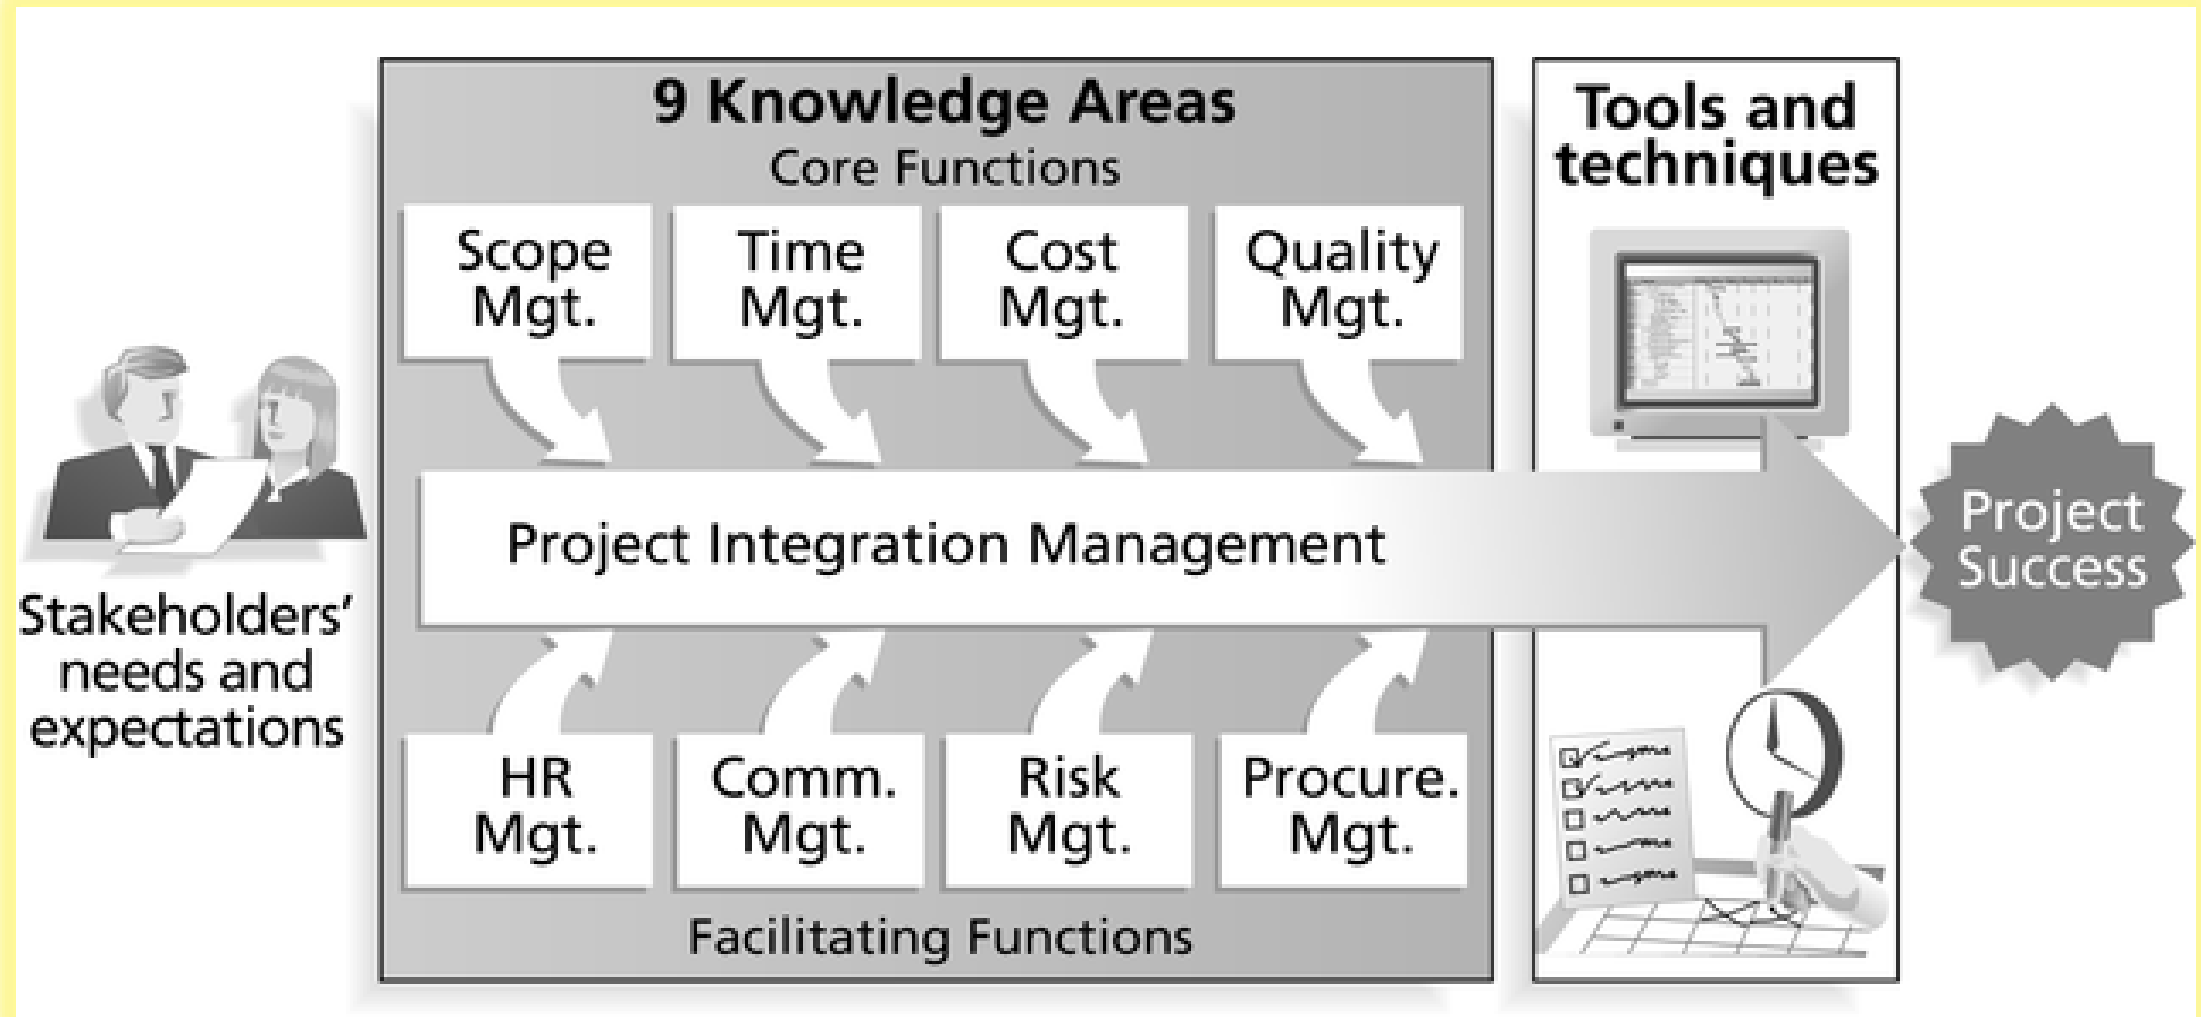 9 Knowledge Areas
Core Functions
Scope
Mgt.
Time
Mgt.
Cost
Mgt.
Quality
Mgt.
Project Integration Management
HR
Mgt.
Comm.
Mgt.
Risk
Mgt.
Procure.
Mgt.
Facilitating Functions
Stakeholders’
needs and
expectations
Tools and
techniques
Project
Success